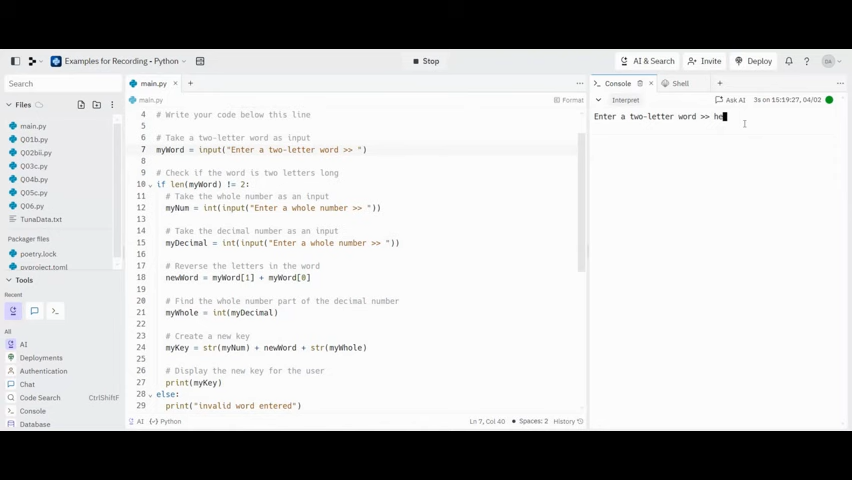 Examples for Recording - Python
Stop
AI & Search
Invite
Deploy
DA
Search
main.py
Console
Shell
main.py
Format
Interpret
Ask AI
3s on 15:19:27, 04/02
Files
main.py
Q01b.py
Q02bii.py
Q03c.py
Q04b.py
Q05c.py
Q06.py
TunaData.txt
Packager files
poetry.lock
pyproject.toml
Tools
Recent
All
AI
Deployments
Authentication
Chat
Code Search
CtrlShiftF
Console
Database
4 # Write your code below this line
5
6 # Take a two-letter word as input
7 myWord = input("Enter a two-letter word >> ")
8
9 # Check if the word is two letters long
10 if len(myWord) != 2:
11 # Take the whole number as an input
12 myNum = int(input("Enter a whole number >> "))
13
14 # Take the decimal number as an input
15 myDecimal = int(input("Enter a whole number >> "))
16
17 # Reverse the letters in the word
18 newWord = myWord[1] + myWord[0]
19
20 # Find the whole number part of the decimal number
21 myWhole = int(myDecimal)
22
23 # Create a new key
24 myKey = str(myNum) + newWord + str(myWhole)
25
26 # Display the new key for the user
27 print(myKey)
28 else:
29 print("invalid word entered")
AI
Python
Ln 7, Col 40
Spaces: 2
History
Enter a two-letter word >> he